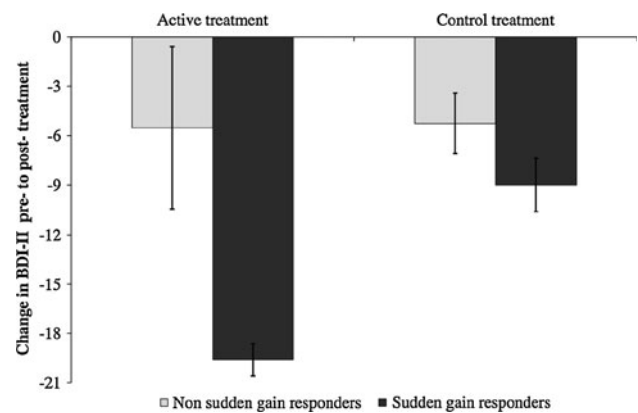 Active treatment
Control treatment
0
-3
-6
-9
-12
-15
-18
-21
Change in BDI-II pre- to post- treatment
Non sudden gain responders
Sudden gain responders